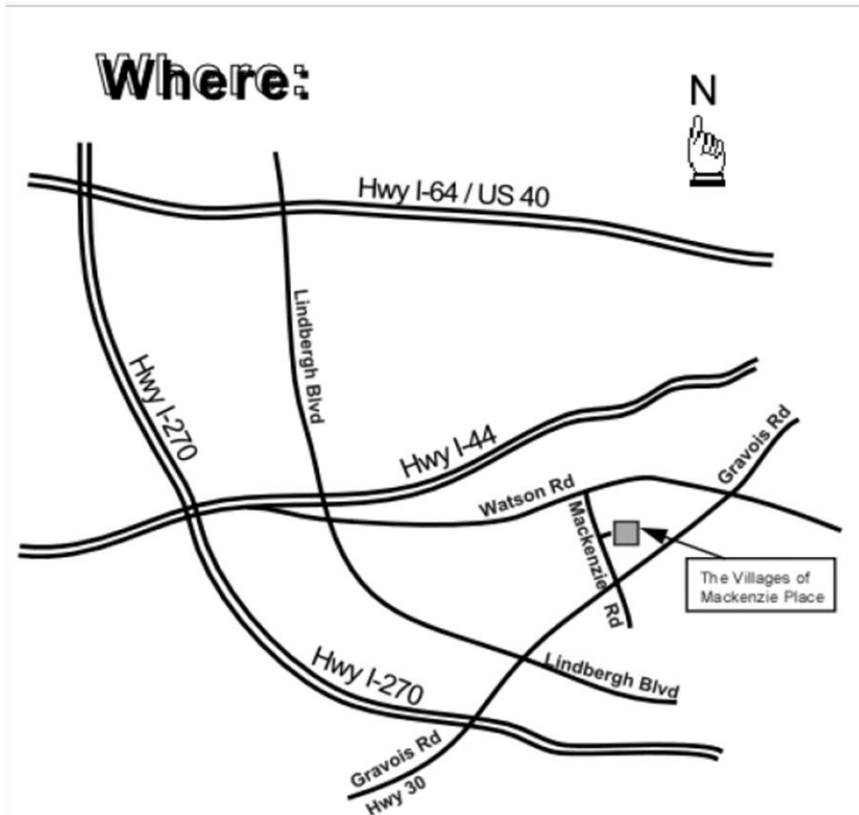 Where:
N
Hwy I-64 / US 40
Lindbergh Blvd
Hwy I-270
Hwy I-44
Gravois Rd
Watson Rd
Mackenzie Rd
The Villages of
Mackenzie Place
Hwy I-270
Lindbergh Blvd
Gravois Rd
Hwy 30